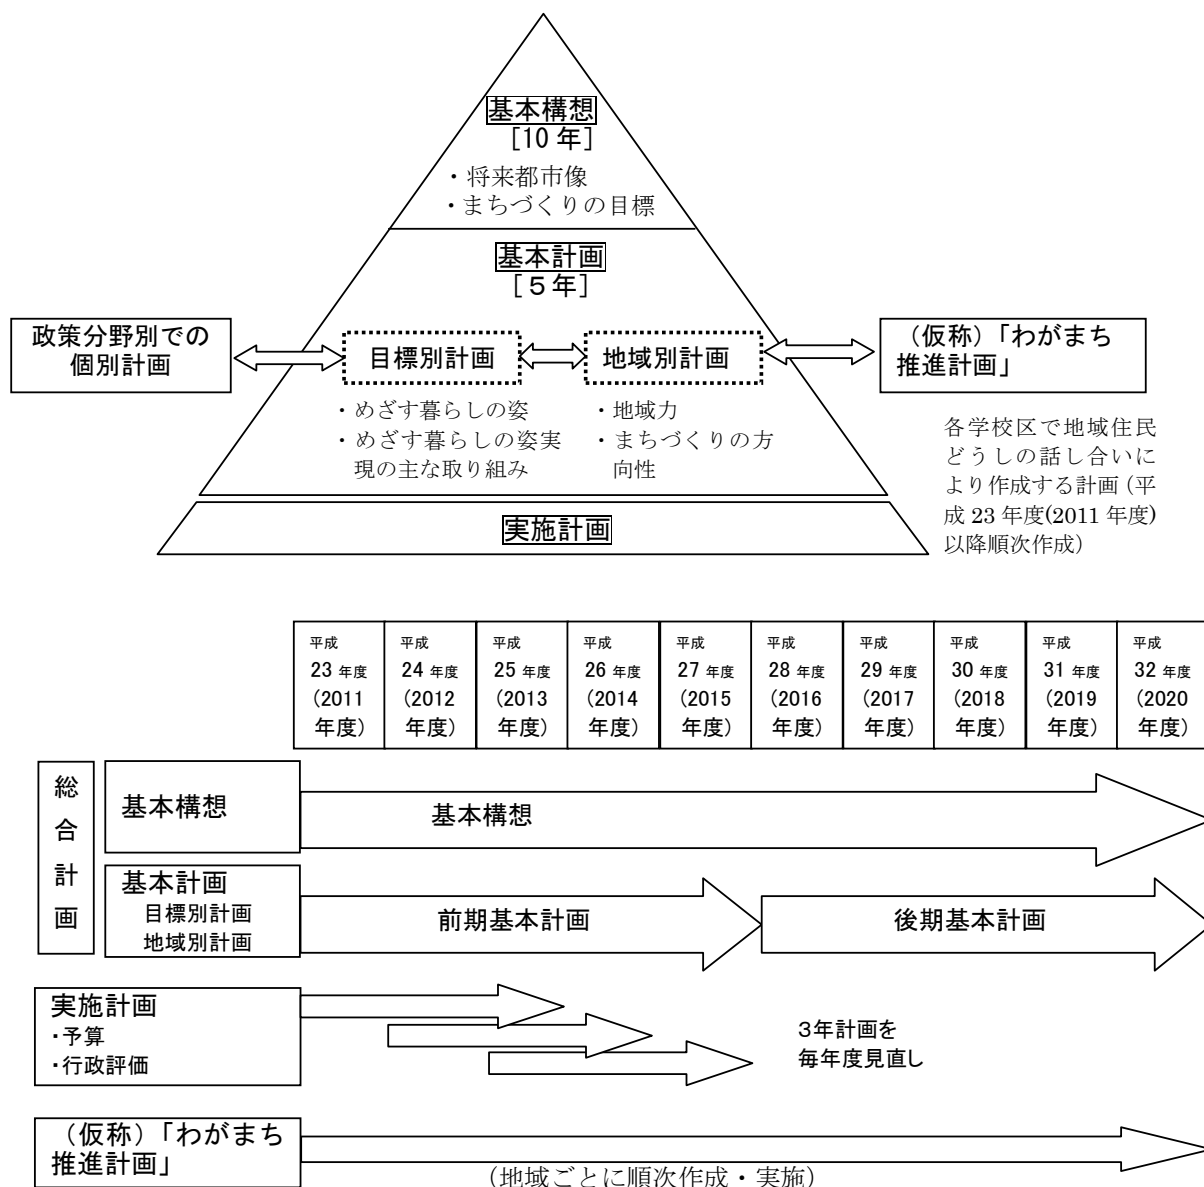 基本構想
[10 年]
・将来都市像
・まちづくりの目標
基本計画
[５年]
政策分野別での
個別計画
目標別計画
地域別計画
（仮称）「わがまち
推進計画」
・めざす暮らしの姿
・めざす暮らしの姿実
現の主な取り組み
・地域力
・まちづくりの方
向性
各学校区で地域住民
どうしの話し合いに
より作成する計画（平
成 23 年度(2011 年度)
以降順次作成）
実施計画
平成
23 年度
（2011
年度）
平成
24 年度
（2012
年度）
平成
25 年度
（2013
年度）
平成
26 年度
（2014
年度）
平成
27 年度
（2015
年度）
平成
28 年度
（2016
年度）
平成
29 年度
（2017
年度）
平成
30 年度
（2018
年度）
平成
31 年度
（2019
年度）
平成
32 年度
（2020
年度）
総合計画
基本構想
基本構想
基本計画
目標別計画
地域別計画
前期基本計画
後期基本計画
実施計画
・予算
・行政評価
３年計画を
毎年度見直し
（仮称）「わがまち
推進計画」
（地域ごとに順次作成・実施）